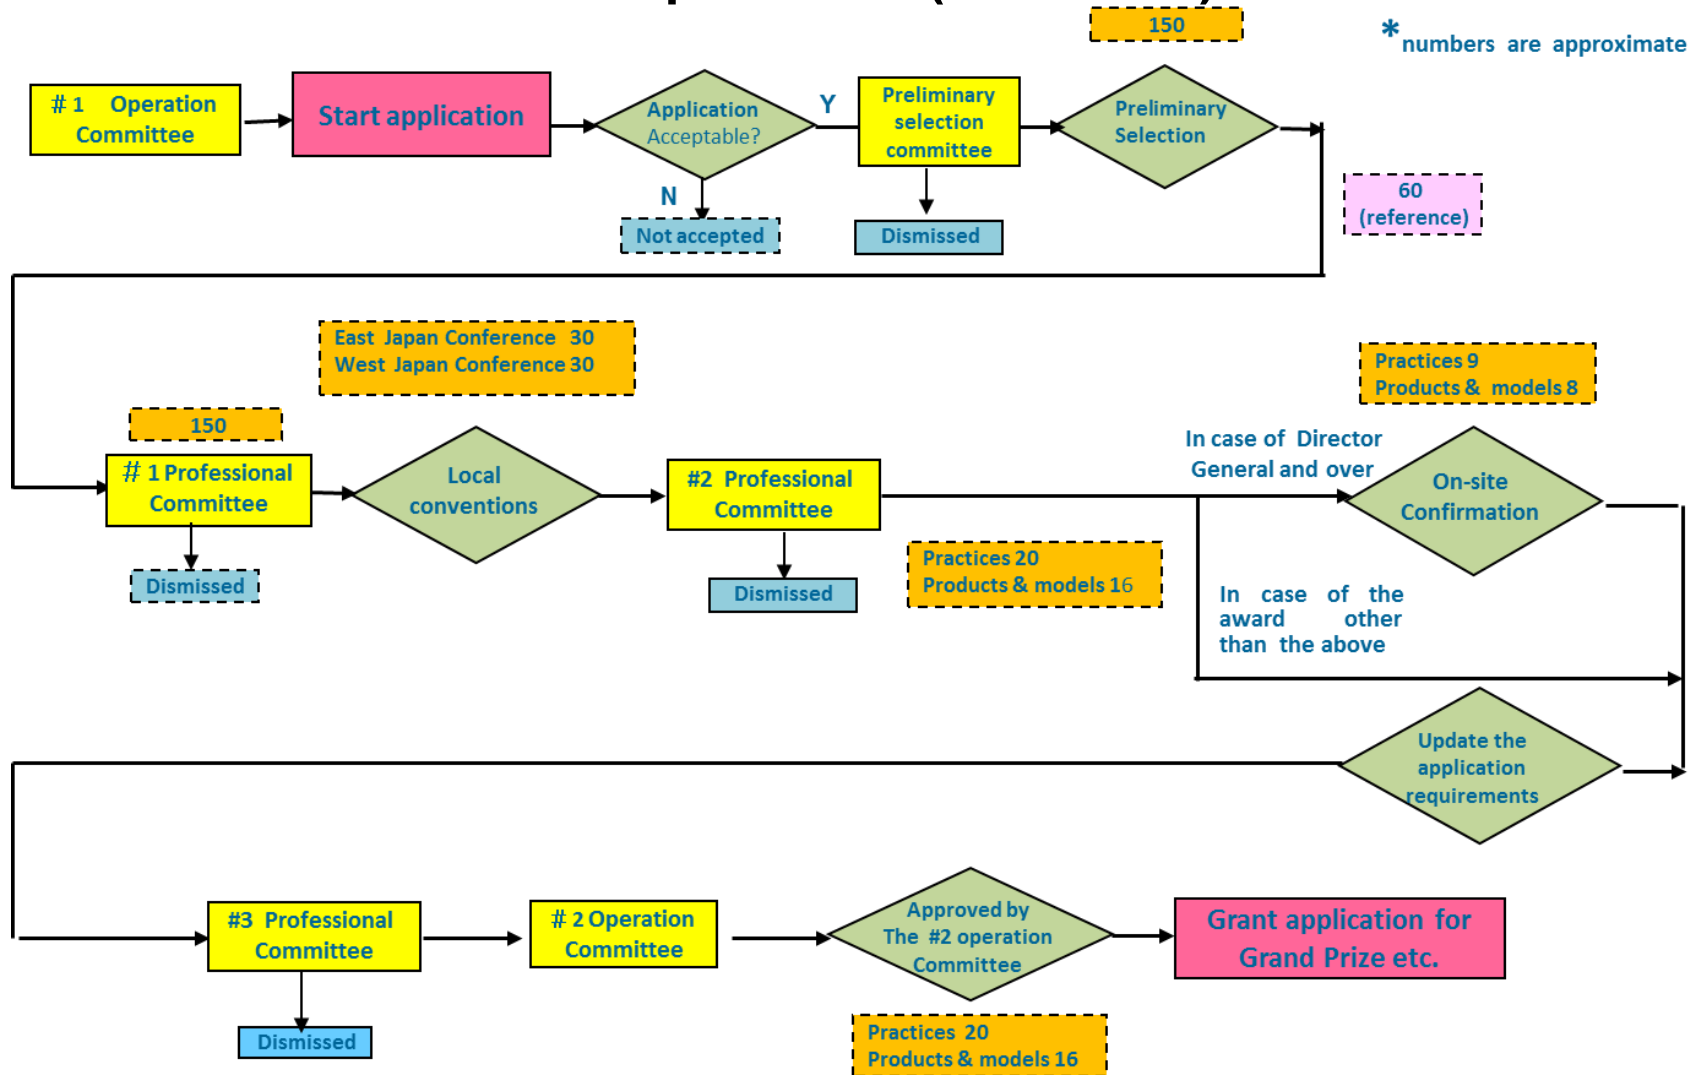 150
*numbers are approximate
# 1 Operation
Committee
Start application
Application
Acceptable?
Y
Preliminary
selection
committee
Preliminary
Selection
N
Not accepted
Dismissed
60
(reference)
East Japan Conference 30
West Japan Conference 30
Practices 9
Products & models 8
150
# 1 Professional
Committee
Local
conventions
#2 Professional
Committee
In case of Director
General and over
On-site
Confirmation
Dismissed
Dismissed
Practices 20
Products & models 16
In case of the
award other
than the above
Update the
application
requirements
#3 Professional
Committee
# 2 Operation
Committee
Approved by
The #2 operation
Committee
Grant application for
Grand Prize etc.
Dismissed
Practices 20
Products & models 16